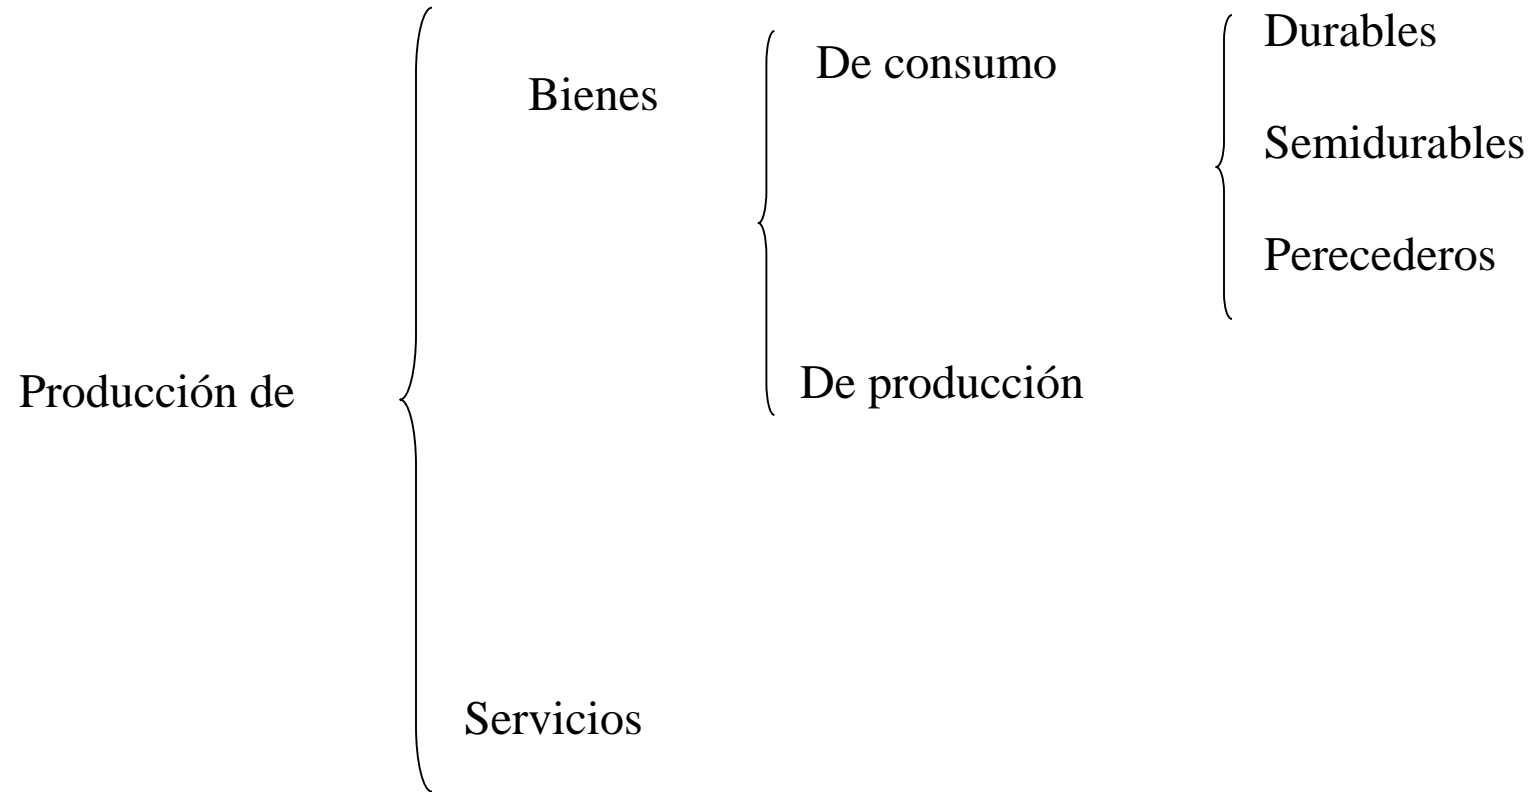 Producción de
Bienes
De consumo
Durables
Semidurables
Perecederos
De producción
Servicios